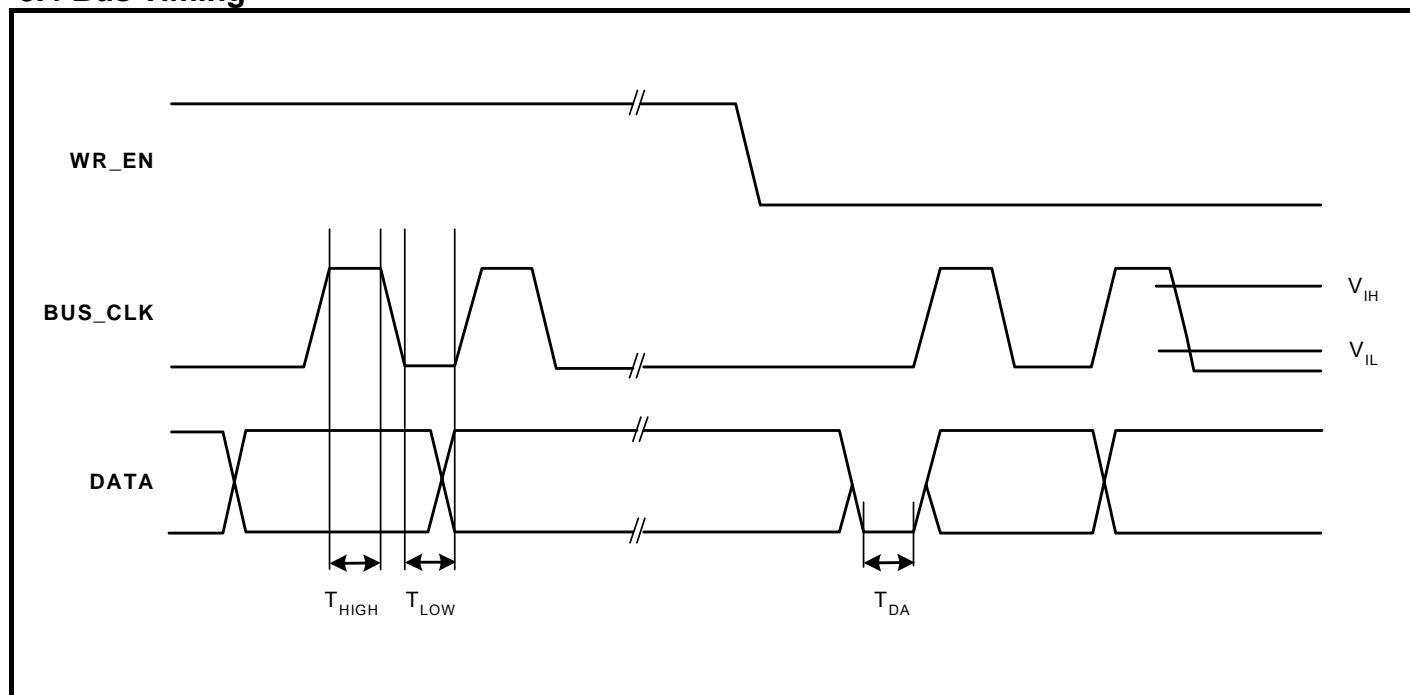 WR_EN
BUS_CLK
V_IH
V_IL
DATA
T_HIGH T_LOW T_DA